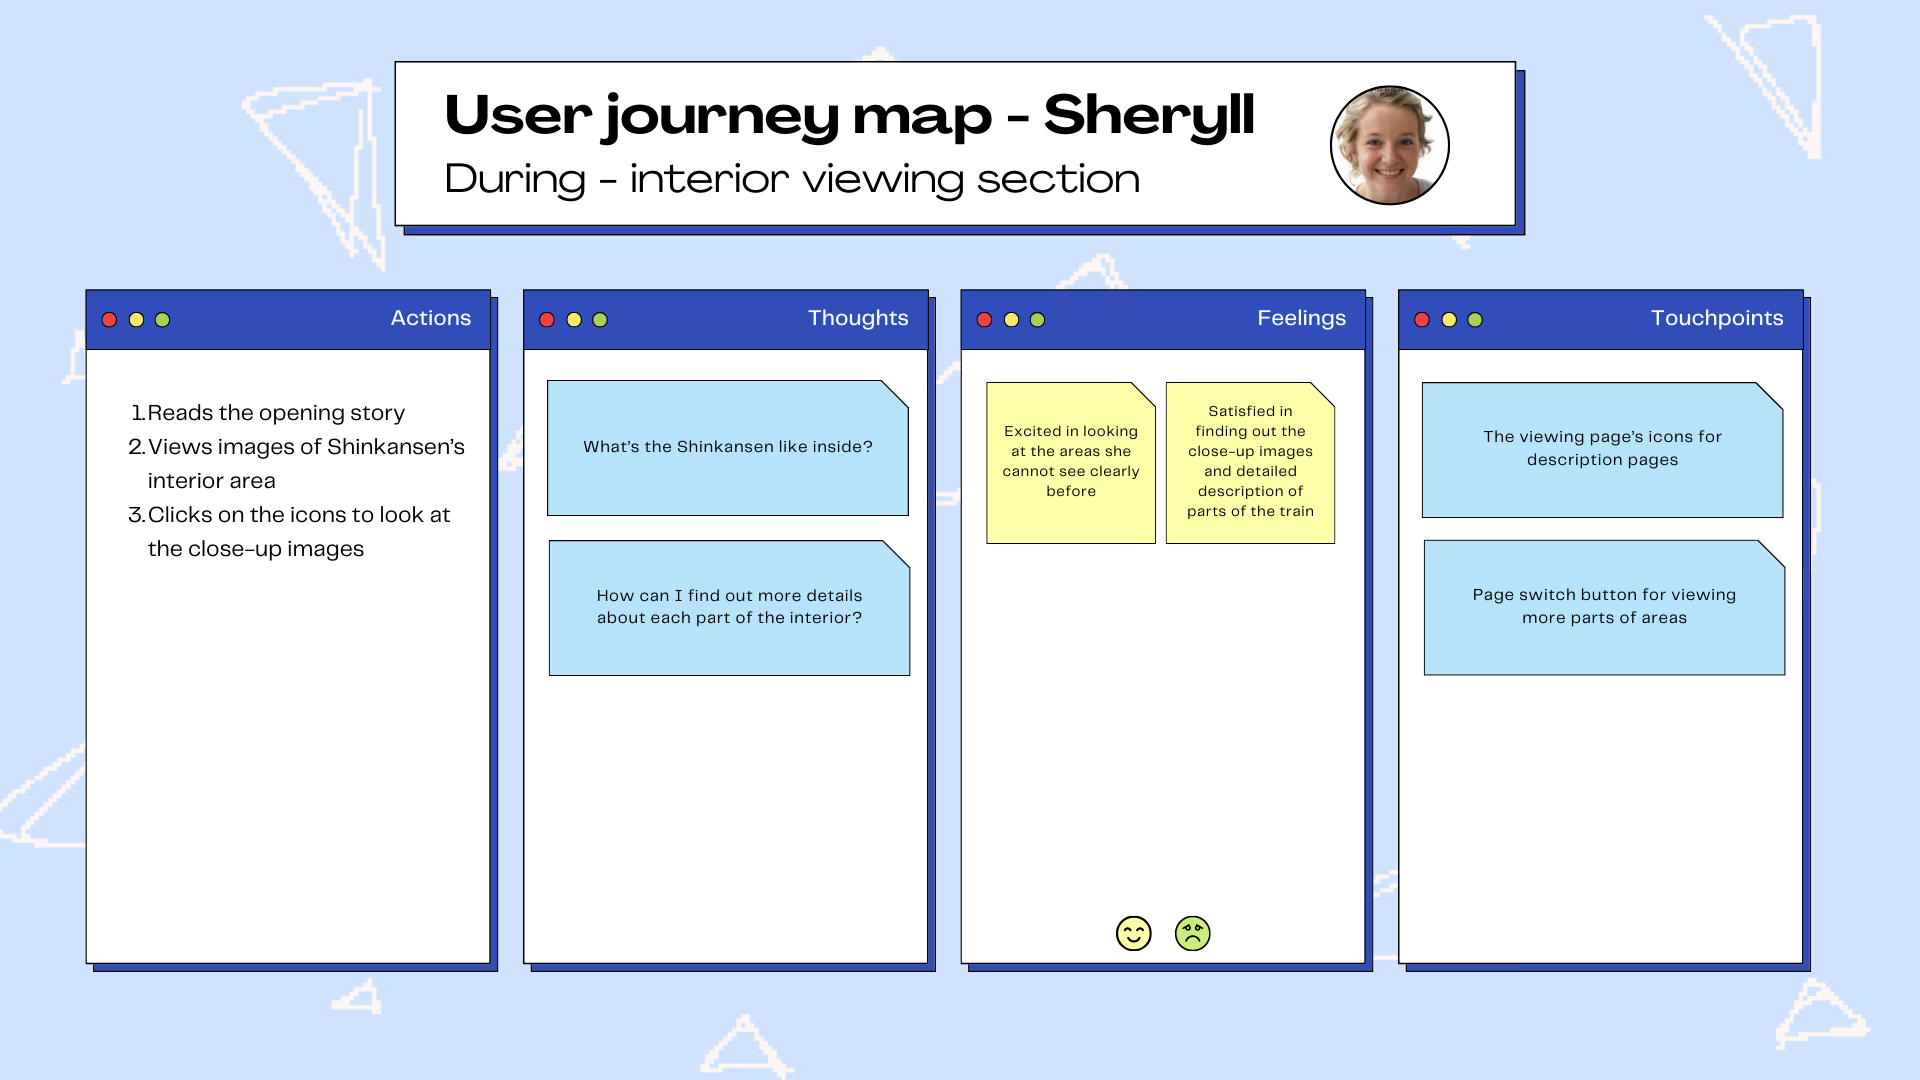 User journey map - Sheryll
During - interior viewing section
Actions
1. Reads the opening story
2. Views images of Shinkansen’s
interior area
3. Clicks on the icons to look at
the close-up images
Thoughts
What’s the Shinkansen like inside?
How can I find out more details
about each part of the interior?
Feelings
Excited in looking
at the areas she
cannot see clearly
before
Satisfied in
finding out the
close-up images
and detailed
description of
parts of the train
Touchpoints
The viewing page’s icons for
description pages
Page switch button for viewing
more parts of areas